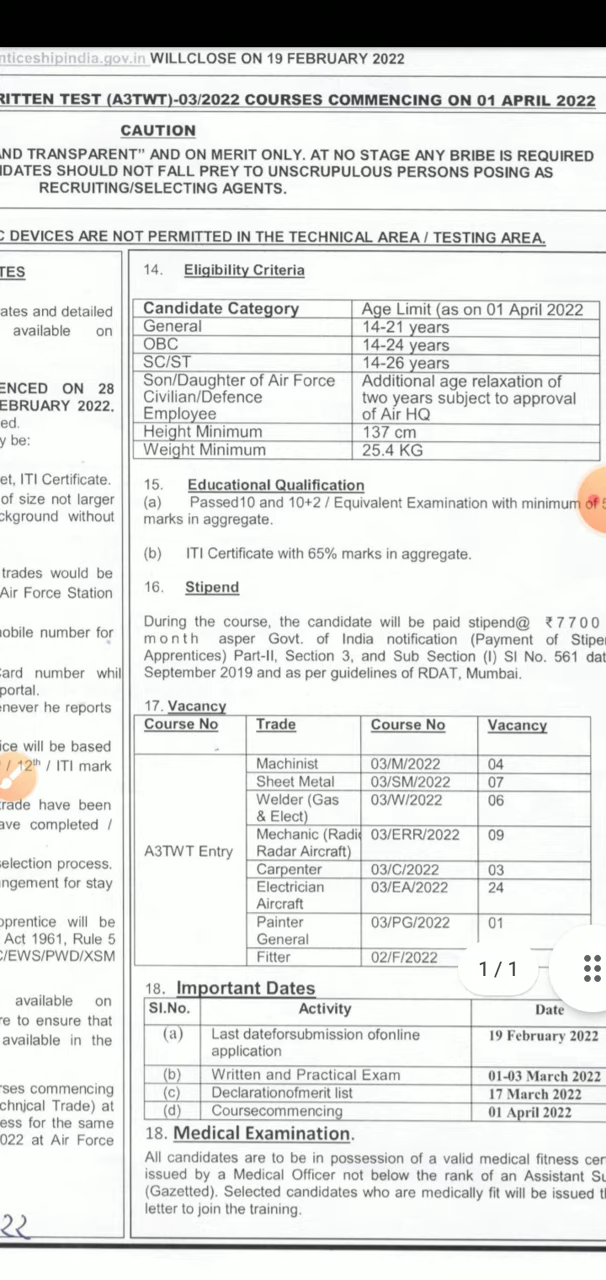 nticeshipindia.gov.in WILLCLOSE ON 19 FEBRUARY 2022
RITTEN TEST (A3TWT)-03/2022 COURSES COMMENCING ON 01 APRIL 2022
CAUTION
AND TRANSPARENT" AND ON MERIT ONLY. AT NO STAGE ANY BRIBE IS REQUIRED
IDATES SHOULD NOT FALL PREY TO UNSCRUPULOUS PERSONS POSING AS
RECRUITING/SELECTING AGENTS.
C DEVICES ARE NOT PERMITTED IN THE TECHNICAL AREA / TESTING AREA.
TES
ates and detailed
available on
ENCED ON 28
EBRUARY 2022.
ed.
y be:
et, ITI Certificate.
of size not larger
ckground without
trades would be
Air Force Station
mobile number for
Card number whil
portal.
enever he reports
ice will be based
/ 12th / ITI mark
trade have been
ave completed /
selection process.
ngement for stay
pprentice will be
Act 1961, Rule 5
C/EWS/PWD/XSM
available on
re to ensure that
available in the
rses commencing
chnical Trade) at
ess for the same
022 at Air Force
22
14. Eligibility Criteria
Candidate Category Age Limit (as on 01 April 2022
General 14-21 years
OBC 14-24 years
SC/ST 14-26 years
Son/Daughter of Air Force Additional age relaxation of
Civilian/Defence two years subject to approval
Employee of Air HQ
Height Minimum 137 cm
Weight Minimum 25.4 KG
15. Educational Qualification
(a) Passed10 and 10+2 / Equivalent Examination with minimum of 5
marks in aggregate.
(b) ITI Certificate with 65% marks in aggregate.
16. Stipend
During the course, the candidate will be paid stipend@ ₹7700
month asper Govt. of India notification (Payment of Stipe
Apprentices) Part-II, Section 3, and Sub Section (I) SI No. 561 dat
September 2019 and as per guidelines of RDAT, Mumbai.
17. Vacancy
Course No Trade Course No Vacancy
A3TWT Entry
Machinist 03/M/2022 04
Sheet Metal 03/SM/2022 07
Welder (Gas 03/W/2022 06
& Elect)
Mechanic (Radi 03/ERR/2022 09
Radar Aircraft)
Carpenter 03/C/2022 03
Electrician 03/EA/2022 24
Aircraft
Painter 03/PG/2022 01
General
Fitter 02/F/2022
1 / 1
18. Important Dates
SI.No. Activity Date
(a) Last dateforsubmission ofonline 19 February 2022
application
(b) Written and Practical Exam 01-03 March 2022
(c) Declarationofmerit list 17 March 2022
(d) Coursecommencing 01 April 2022
18. Medical Examination.
All candidates are to be in possession of a valid medical fitness cer
issued by a Medical Officer not below the rank of an Assistant Su
(Gazetted). Selected candidates who are medically fit will be issued th
letter to join the training.